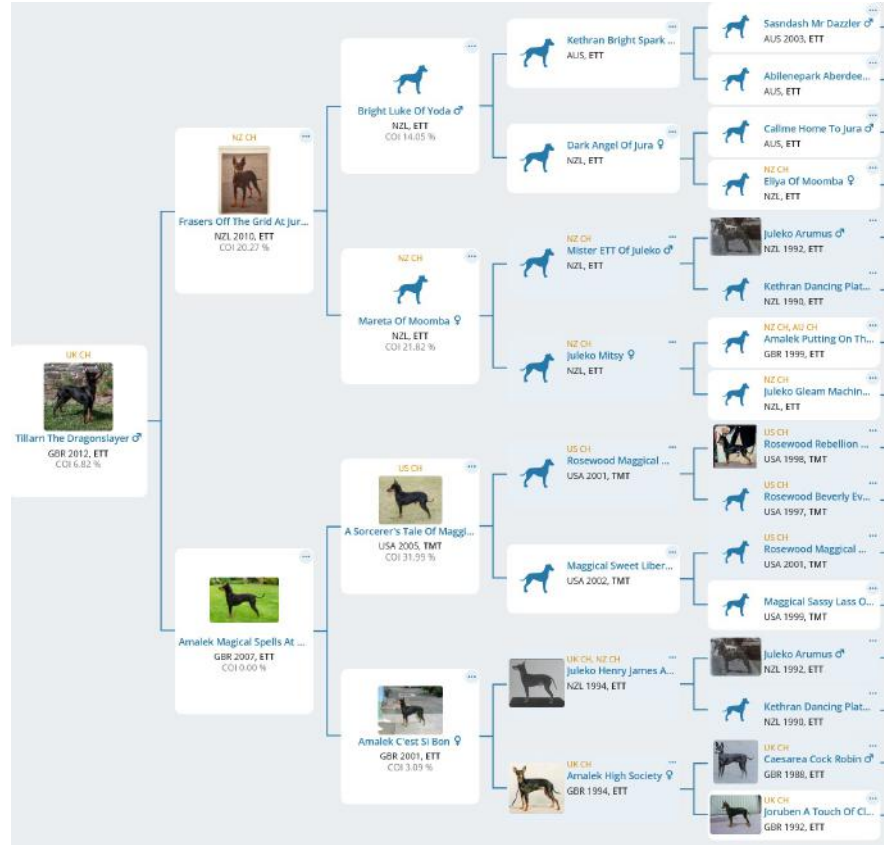 UK CH
Tillarn The Dragonslayer ♂
GBR 2012, ETT
COI 6.82 %
NZ CH
Frasers Off The Grid At Jur...
NZL 2010, ETT
COI 20.27 %
Amalek Magical Spells At ...
GBR 2007, ETT
COI 0.00 %
Bright Luke Of Yoda ♂
NZL, ETT
COI 14.05 %
NZ CH
Mareta Of Moomba ♀
NZL, ETT
COI 21.82 %
US CH
A Sorcerer's Tale Of Maggi...
USA 2005, TMT
COI 31.95 %
Amalek C'est Si Bon ♀
GBR 2001, ETT
COI 3.09 %
Kethran Bright Spark ...
AUS, ETT
Dark Angel Of Jura ♀
NZL, ETT
NZ CH
Mister ETT Of Juleko ♂
NZL, ETT
NZ CH
Juleko Mitsy ♀
NZL, ETT
US CH
Rosewood Maggical ...
USA 2001, TMT
Maggical Sweet Liber...
USA 2002, TMT
UK CH, NZ CH
Juleko Henry James A...
NZL 1994, ETT
UK CH
Amalek High Society ♀
GBR 1994, ETT
Sasndash Mr Dazzler ♂
AUS 2003, ETT
Abilenepark Aberdee...
AUS, ETT
Callme Home To Jura ♂
AUS, ETT
NZ CH
Eliya Of Moomba ♀
NZL, ETT
Juleko Arumus ♂
NZL 1992, ETT
Kethran Dancing Plat...
NZL 1990, ETT
NZ CH, AU CH
Amalek Putting On Th...
GBR 1999, ETT
NZ CH
Juleko Gleam Machin...
NZL, ETT
US CH
Rosewood Rebellion ...
USA 1998, TMT
US CH
Rosewood Beverly Ev...
USA 1997, TMT
US CH
Rosewood Maggical ...
USA 2001, TMT
Maggical Sassy Lass O...
USA 1999, TMT
Juleko Arumus ♂
NZL 1992, ETT
Kethran Dancing Plat...
NZL 1990, ETT
UK CH
Caesarea Cock Robin ♂
GBR 1988, ETT
UK CH
Joruben A Touch Of Cl...
GBR 1992, ETT